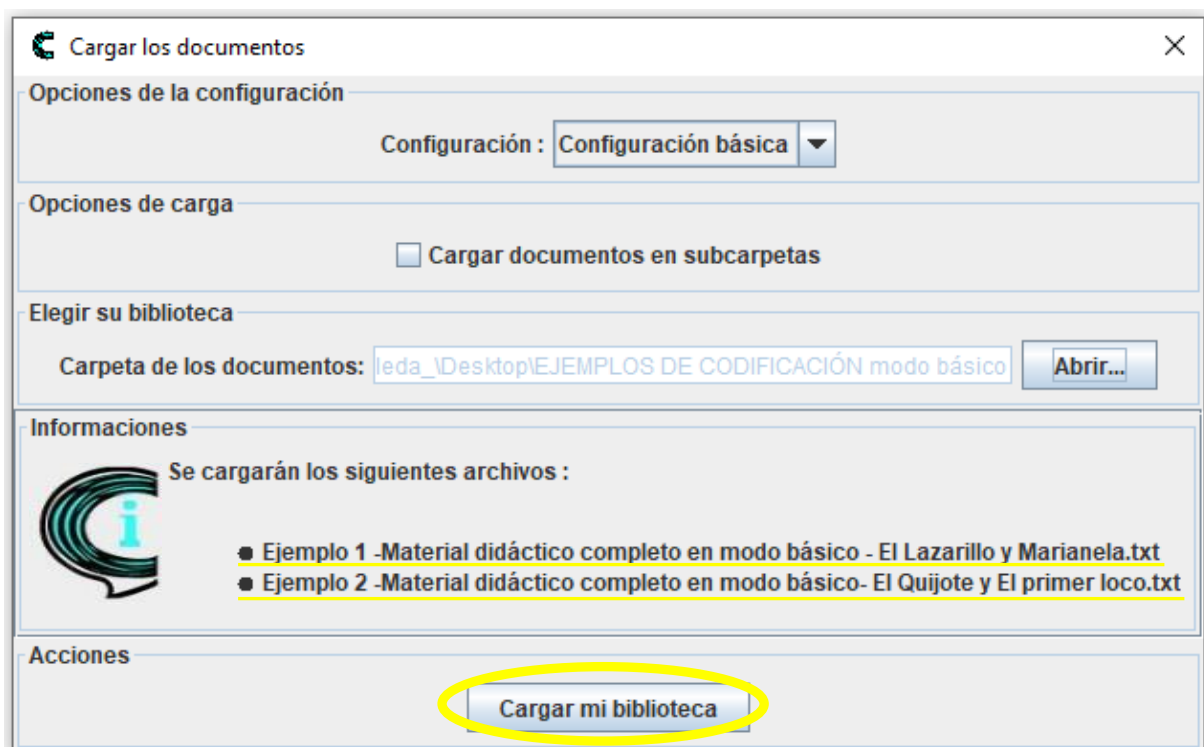 Cargar los documentos
Opciones de la configuración
Configuración : Configuración básica
Opciones de carga
Cargar documentos en subcarpetas
Elegir su biblioteca
Carpeta de los documentos: leda_\Desktop\EJEMPLOS DE CODIFICACIÓN modo básico Abrir...
Informaciones
Se cargarán los siguientes archivos :
● Ejemplo 1 -Material didáctico completo en modo básico - El Lazarillo y Marianela.txt
● Ejemplo 2 -Material didáctico completo en modo básico- El Quijote y El primer loco.txt
Acciones
Cargar mi biblioteca